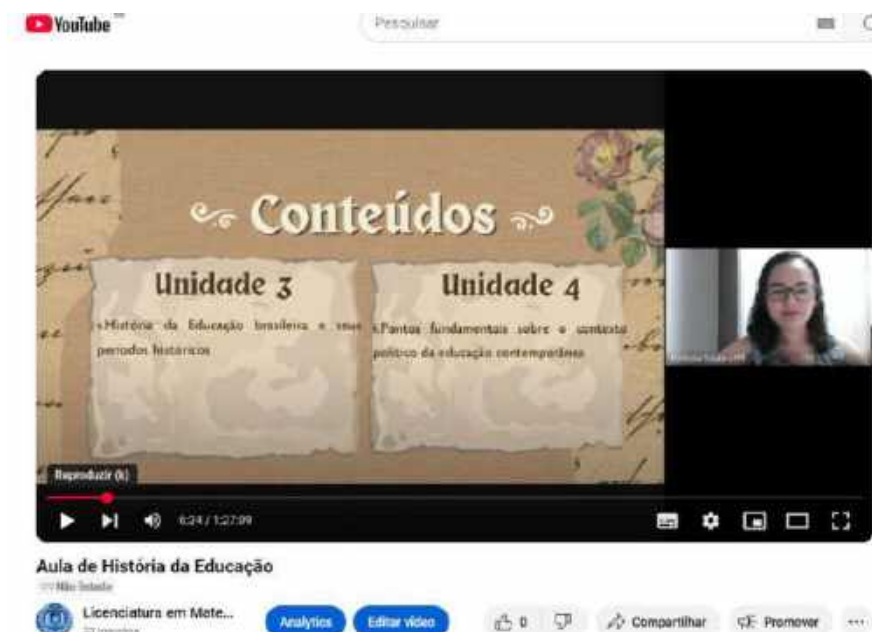 YouTube
Pesquisar
Conteúdos
Unidade 3
História da Educação brasileira e seus
períodos históricos
Unidade 4
Pontos fundamentais sobre o contexto
político da educação contemporânea
Reproduzir (k)
6:24 / 1:27:09
Aula de História da Educação
Não listado
Licenciatura em Mate...
Analytics
Editar vídeo
0
Compartilhar
Promover